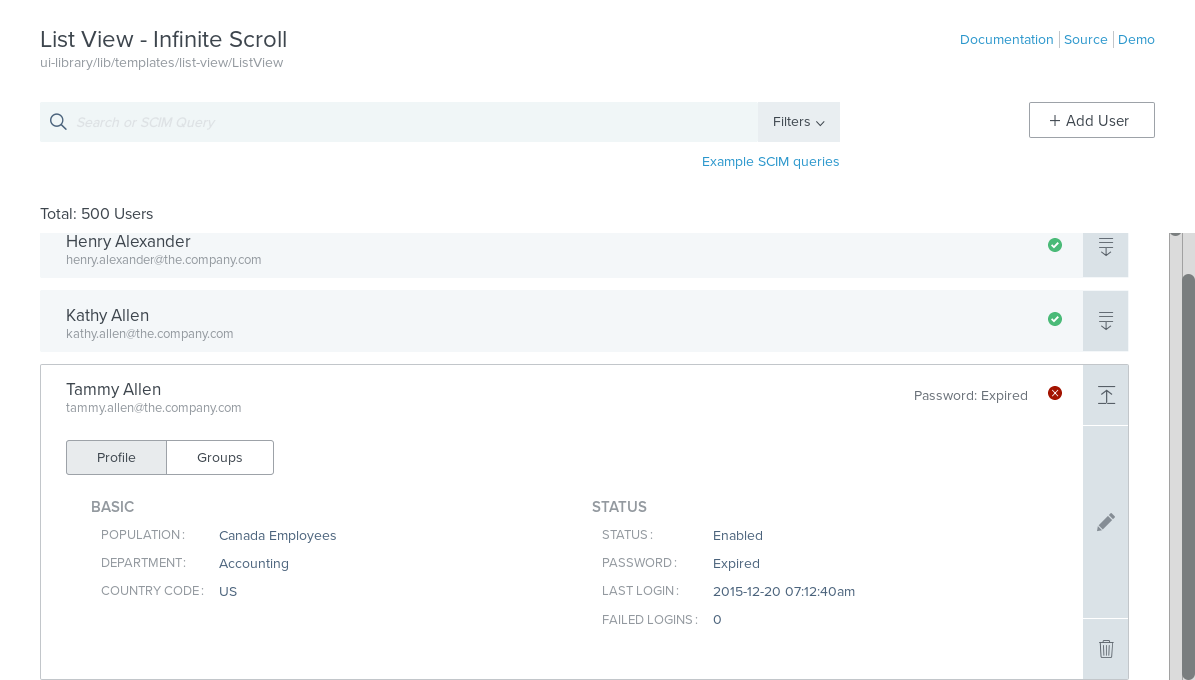 List View - Infinite Scroll
Documentation Source Demo
ui-library/lib/templates/list-view/ListView
Search or SCIM Query
Filters
+ Add User
Example SCIM queries
Total: 500 Users
Henry Alexander
henry.alexander@the.company.com
Kathy Allen
kathy.allen@the.company.com
Tammy Allen
tammy.allen@the.company.com
Password: Expired
Profile Groups
BASIC
POPULATION: Canada Employees
DEPARTMENT: Accounting
COUNTRY CODE: US
STATUS
STATUS: Enabled
PASSWORD: Expired
LAST LOGIN: 2015-12-20 07:12:40am
FAILED LOGINS: 0